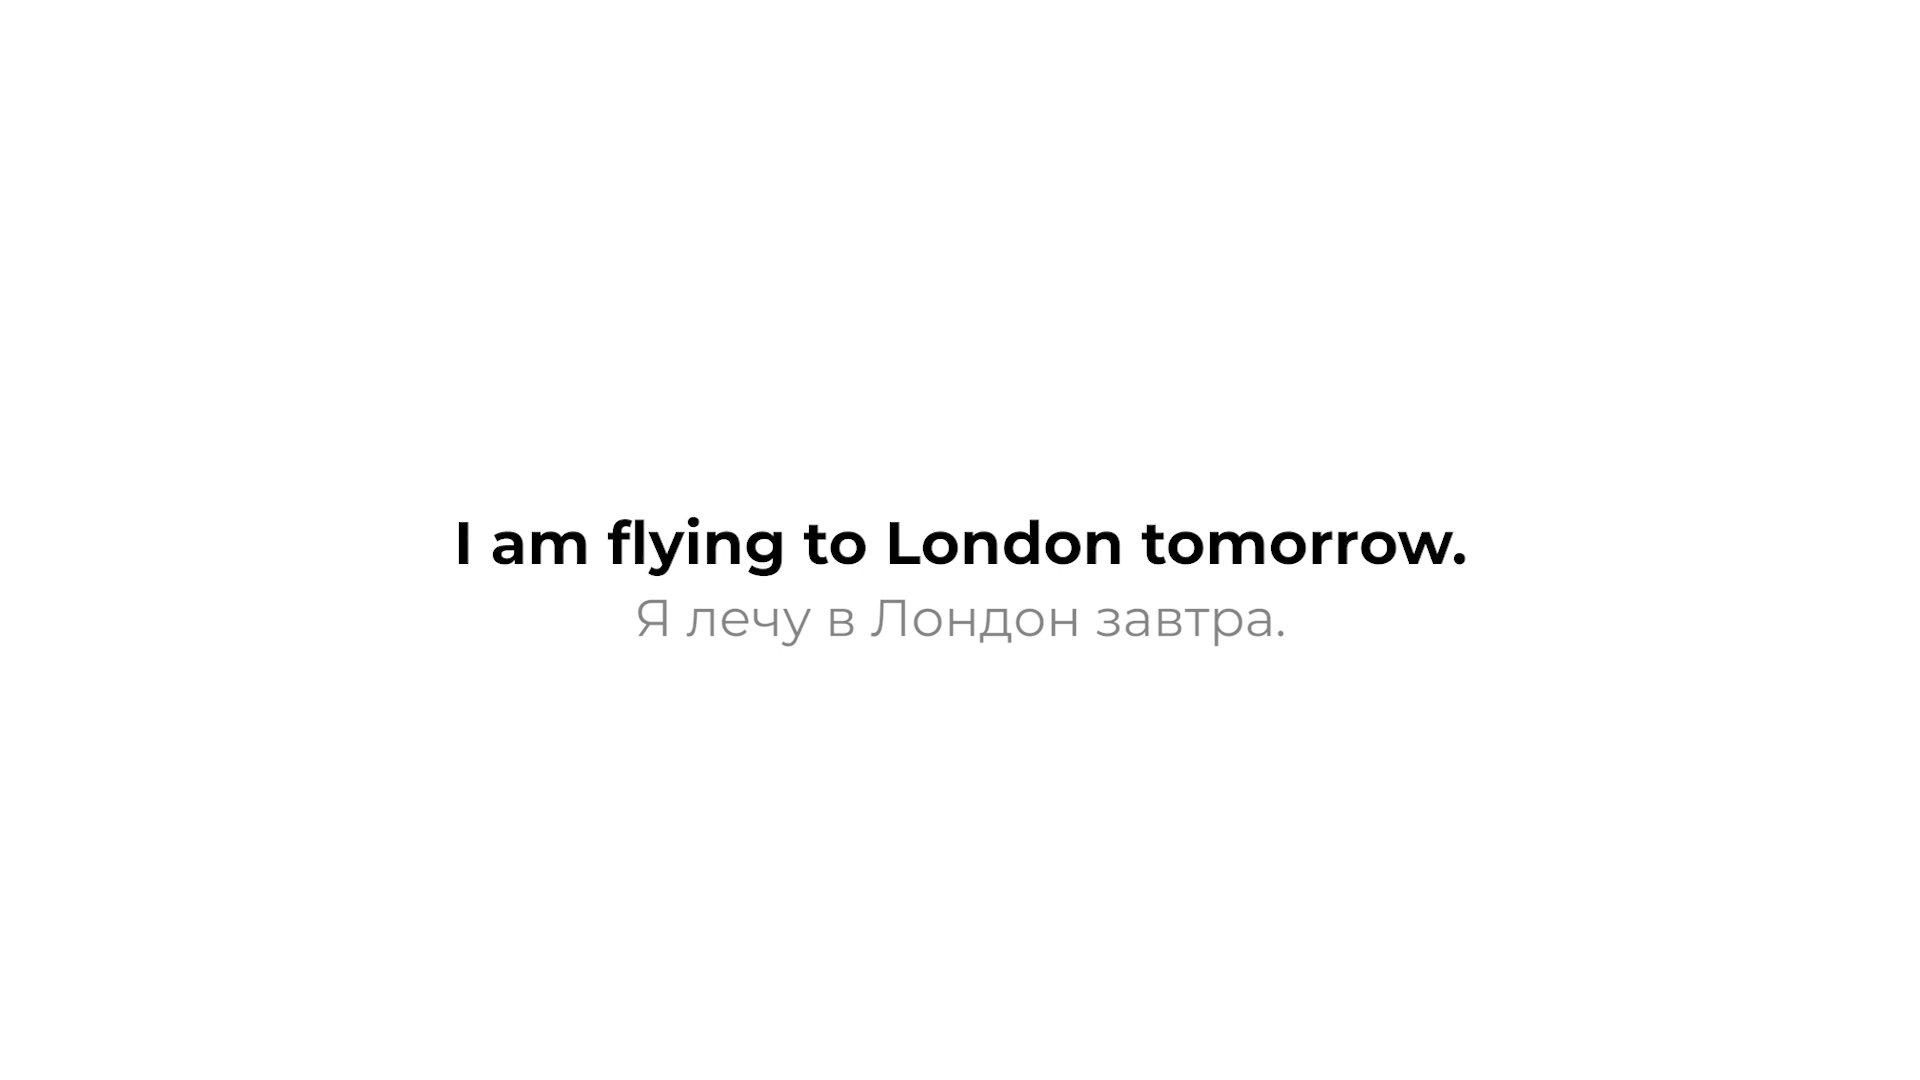 I am flying to London tomorrow.
Я лечу в Лондон завтра.